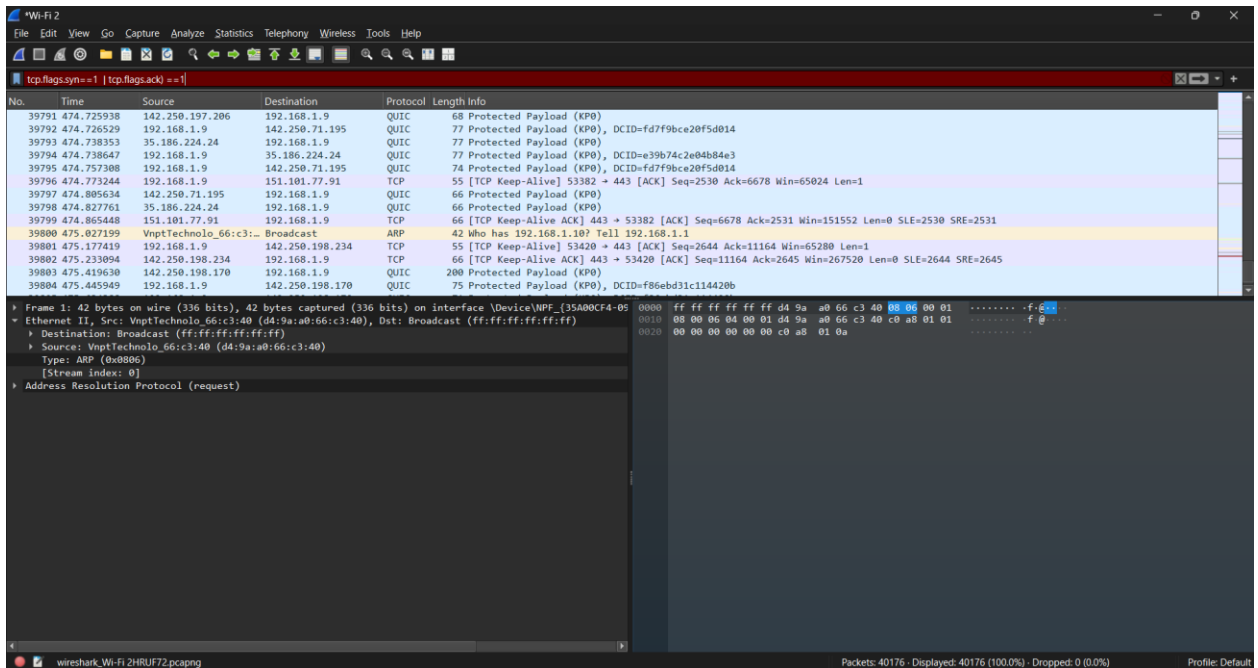 *Wi-Fi 2
File Edit View Go Capture Analyze Statistics Telephony Wireless Tools Help
tcp.flags.syn==1 | tcp.flags.ack) ==1
No. Time Source Destination Protocol Length Info
39791 474.725938 142.250.197.206 192.168.1.9 QUIC 68 Protected Payload (KP0)
39792 474.726529 192.168.1.9 142.250.71.195 QUIC 77 Protected Payload (KP0), DCID=fd7f9bce20f5d014
39793 474.738353 35.186.224.24 192.168.1.9 QUIC 77 Protected Payload (KP0)
39794 474.738647 192.168.1.9 35.186.224.24 QUIC 77 Protected Payload (KP0), DCID=e39b74c2e04b84e3
39795 474.757308 192.168.1.9 142.250.71.195 QUIC 74 Protected Payload (KP0), DCID=fd7f9bce20f5d014
39796 474.773244 192.168.1.9 151.101.77.91 TCP 55 [TCP Keep-Alive] 53382 → 443 [ACK] Seq=2530 Ack=6678 Win=65024 Len=1
39797 474.805634 142.250.71.195 192.168.1.9 QUIC 66 Protected Payload (KP0)
39798 474.827761 35.186.224.24 192.168.1.9 QUIC 66 Protected Payload (KP0)
39799 474.865448 151.101.77.91 192.168.1.9 TCP 66 [TCP Keep-Alive ACK] 443 → 53382 [ACK] Seq=6678 Ack=2531 Win=151552 Len=0 SLE=2530 SRE=2531
39800 475.027199 VnptTechnolo_66:c3:… Broadcast ARP 42 Who has 192.168.1.10? Tell 192.168.1.1
39801 475.177419 192.168.1.9 142.250.198.234 TCP 55 [TCP Keep-Alive] 53420 → 443 [ACK] Seq=2644 Ack=11164 Win=65280 Len=1
39802 475.233094 142.250.198.234 192.168.1.9 TCP 66 [TCP Keep-Alive ACK] 443 → 53420 [ACK] Seq=11164 Ack=2645 Win=267520 Len=0 SLE=2644 SRE=2645
39803 475.419630 142.250.198.170 192.168.1.9 QUIC 200 Protected Payload (KP0)
39804 475.445949 192.168.1.9 142.250.198.170 QUIC 75 Protected Payload (KP0), DCID=f86ebd31c114420b
Frame 1: 42 bytes on wire (336 bits), 42 bytes captured (336 bits) on interface \Device\NPF_{35A00CF4-09
Ethernet II, Src: VnptTechnolo_66:c3:40 (d4:9a:a0:66:c3:40), Dst: Broadcast (ff:ff:ff:ff:ff:ff)
Destination: Broadcast (ff:ff:ff:ff:ff:ff)
Source: VnptTechnolo_66:c3:40 (d4:9a:a0:66:c3:40)
Type: ARP (0x0806)
[Stream index: 0]
Address Resolution Protocol (request)
0000 ff ff ff ff ff ff d4 9a a0 66 c3 40 08 06 00 01 ········ ·f·@····
0010 08 00 06 04 00 01 d4 9a a0 66 c3 40 c0 a8 01 01 ········ ·f·@····
0020 00 00 00 00 00 00 c0 a8 01 0a ········ ··
wireshark_Wi-Fi 2HRUF72.pcapng
Packets: 40176 · Displayed: 40176 (100.0%) · Dropped: 0 (0.0%)
Profile: Default